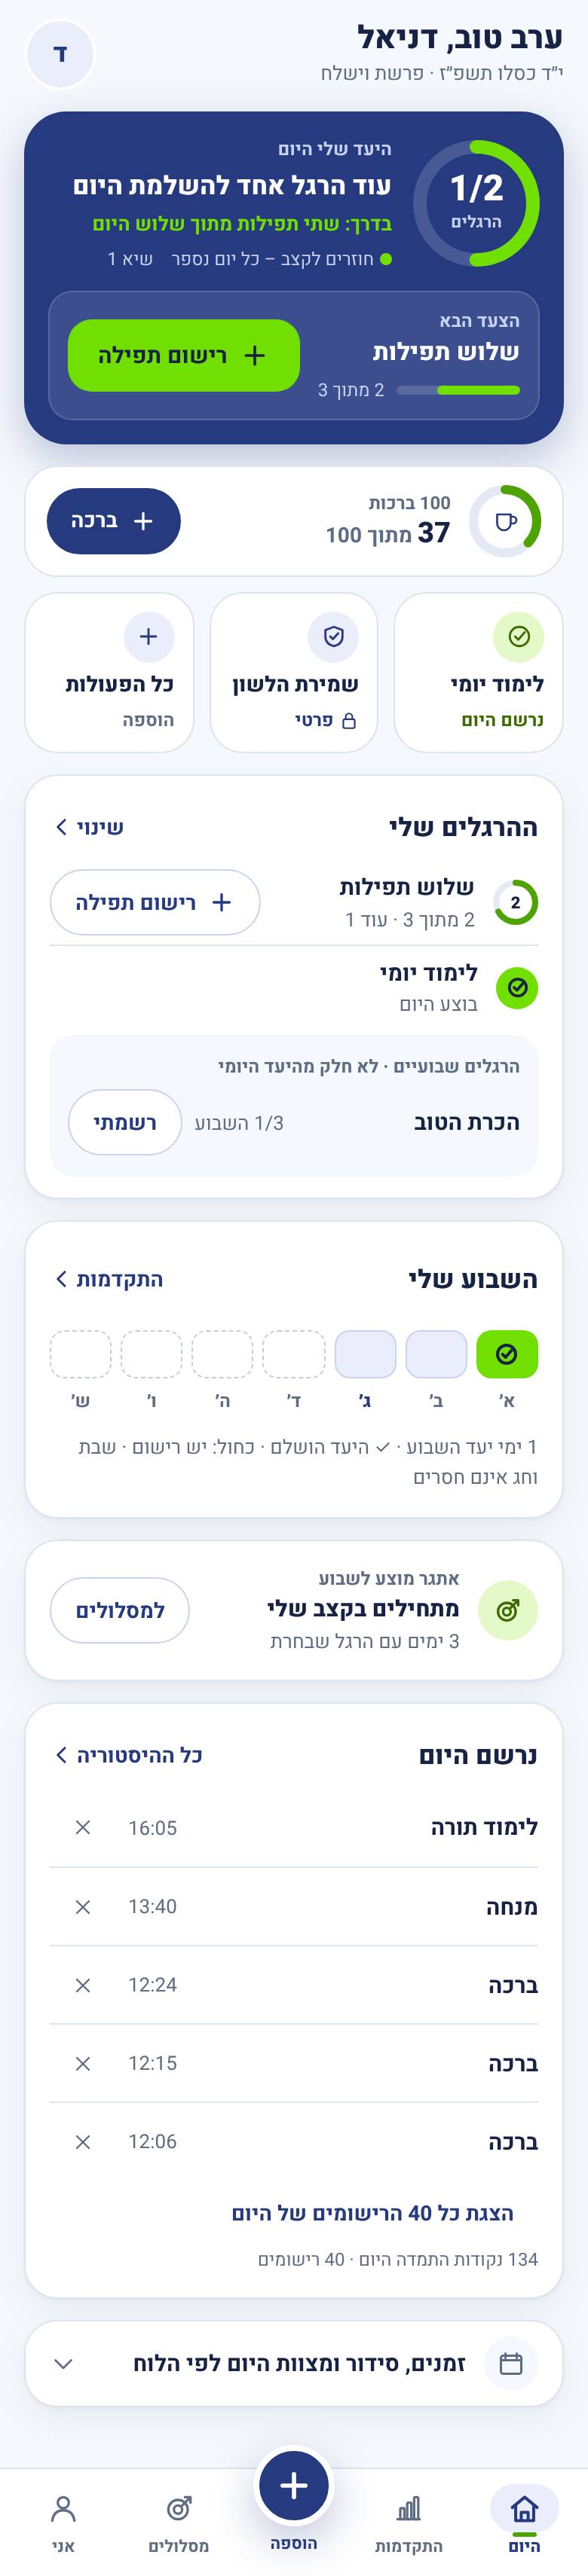 ערב טוב, דניאל
ד
י״ד כסלו תשפ״ז · פרשת וישלח
היעד שלי היום
1/2
הרגלים
עוד הרגל אחד להשלמת היום
בדרך: שתי תפילות מתוך שלוש היום
חוזרים לקצב – כל יום נספר שיא 1
הצעד הבא
שלוש תפילות
2 מתוך 3
רישום תפילה
100 ברכות
37 מתוך 100
ברכה
לימוד יומי
נרשם היום
שמירת הלשון
פרטי
כל הפעולות
הוספה
ההרגלים שלי
שינוי
2
שלוש תפילות
2 מתוך 3 · עוד 1
רישום תפילה
לימוד יומי
בוצע היום
הרגלים שבועיים · לא חלק מהיעד היומי
הכרת הטוב
1/3 השבוע
רשמתי
השבוע שלי
התקדמות
א׳ ב׳ ג׳ ד׳ ה׳ ו׳ ש׳
1 ימי יעד השבוע · ✓ היעד הושלם · כחול: יש רישום · שבת
וחג אינם חסרים
אתגר מוצע לשבוע
מתחילים בקצב שלי
3 ימים עם הרגל שבחרת
למסלולים
נרשם היום
כל ההיסטוריה
לימוד תורה 16:05
מנחה 13:40
ברכה 12:24
ברכה 12:15
ברכה 12:06
הצגת כל 40 הרישומים של היום
134 נקודות התמדה היום · 40 רישומים
זמנים, סידור ומצוות היום לפי הלוח
היום
התקדמות
הוספה
מסלולים
אני